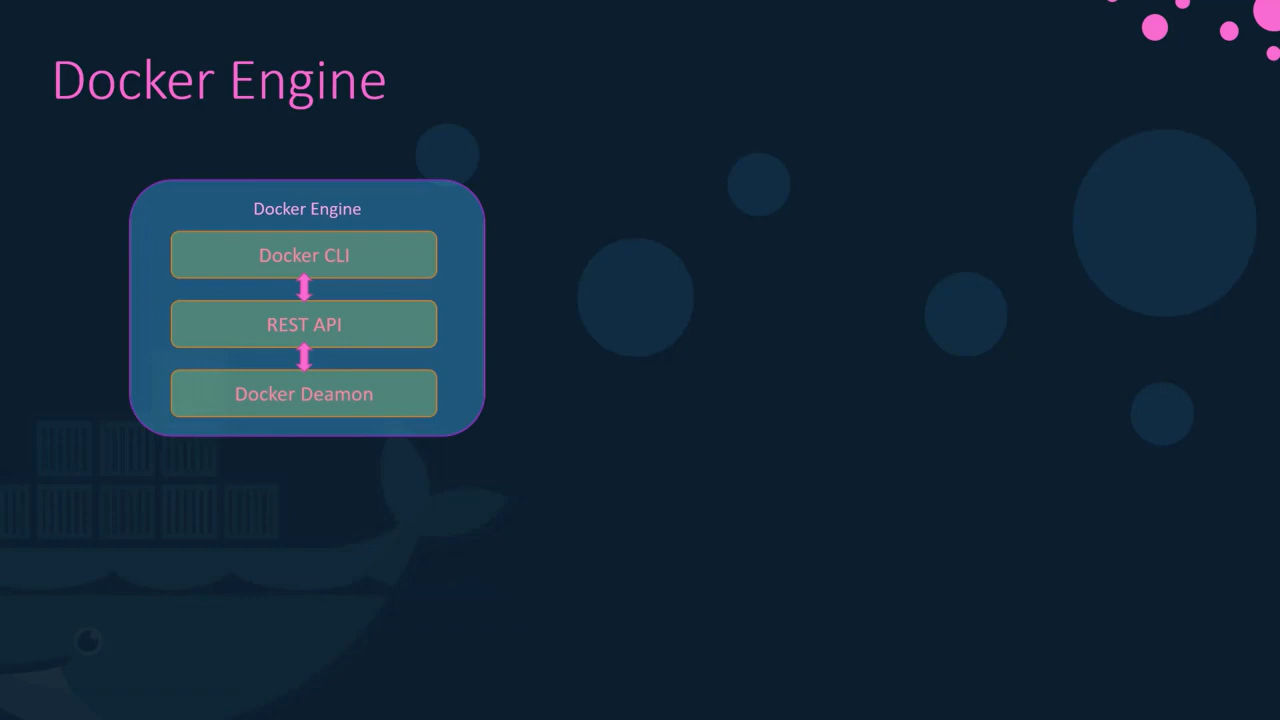 Docker Engine
Docker Engine
Docker CLI
REST API
Docker Deamon